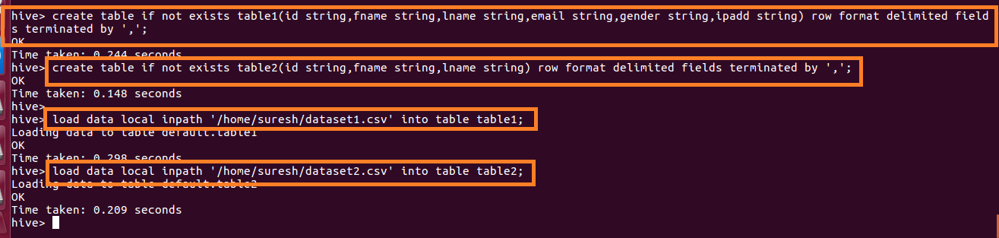 hive> create table if not exists table1(id string,fname string,lname string,email string,gender string,ipadd string) row format delimited field
s terminated by ',';
OK
Time taken: 0.244 seconds
hive> create table if not exists table2(id string,fname string,lname string) row format delimited fields terminated by ',';
OK
Time taken: 0.148 seconds
hive>
hive> load data local inpath '/home/suresh/dataset1.csv' into table table1;
Loading data to table default.table1
OK
Time taken: 0.298 seconds
hive> load data local inpath '/home/suresh/dataset2.csv' into table table2;
Loading data to table default.table2
OK
Time taken: 0.209 seconds
hive>